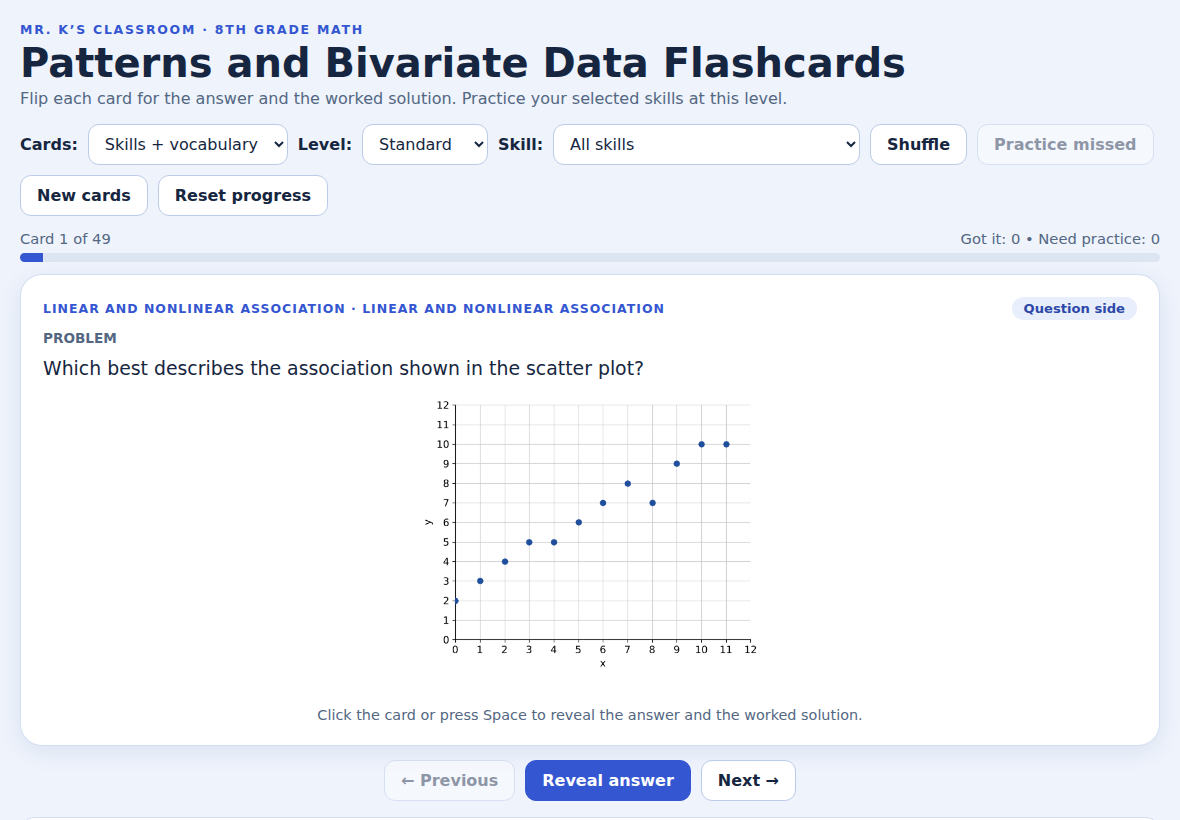 MR. K’S CLASSROOM · 8TH GRADE MATH
Patterns and Bivariate Data Flashcards
Flip each card for the answer and the worked solution. Practice your selected skills at this level.
Cards: Skills + vocabulary Level: Standard Skill: All skills Shuffle Practice missed
New cards Reset progress
Card 1 of 49 Got it: 0 • Need practice: 0
LINEAR AND NONLINEAR ASSOCIATION · LINEAR AND NONLINEAR ASSOCIATION Question side
PROBLEM
Which best describes the association shown in the scatter plot?
12
11
10
9
8
7
6
5
4
3
2
1
0
y
0 1 2 3 4 5 6 7 8 9 10 11 12
x
Click the card or press Space to reveal the answer and the worked solution.
← Previous Reveal answer Next →